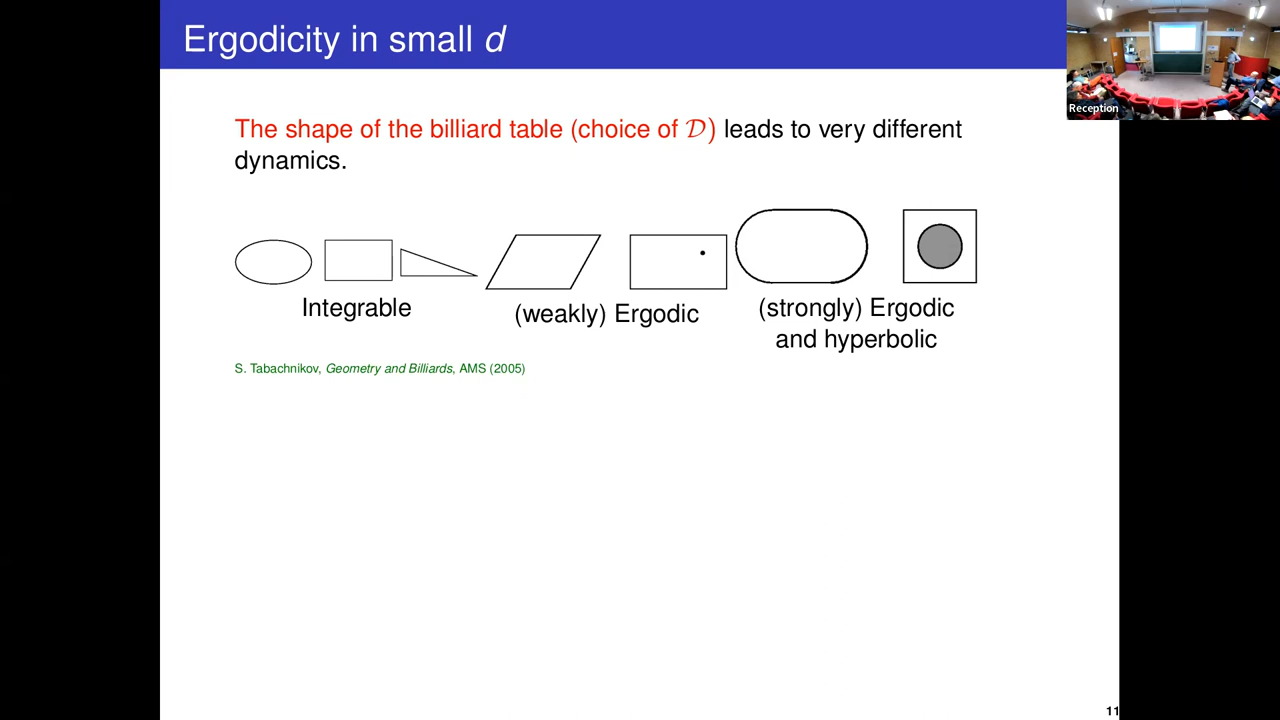 Ergodicity in small d
Reception
The shape of the billiard table (choice of 𝒟) leads to very different
dynamics.
Integrable
(weakly) Ergodic
(strongly) Ergodic
and hyperbolic
S. Tabachnikov, Geometry and Billiards, AMS (2005)
11